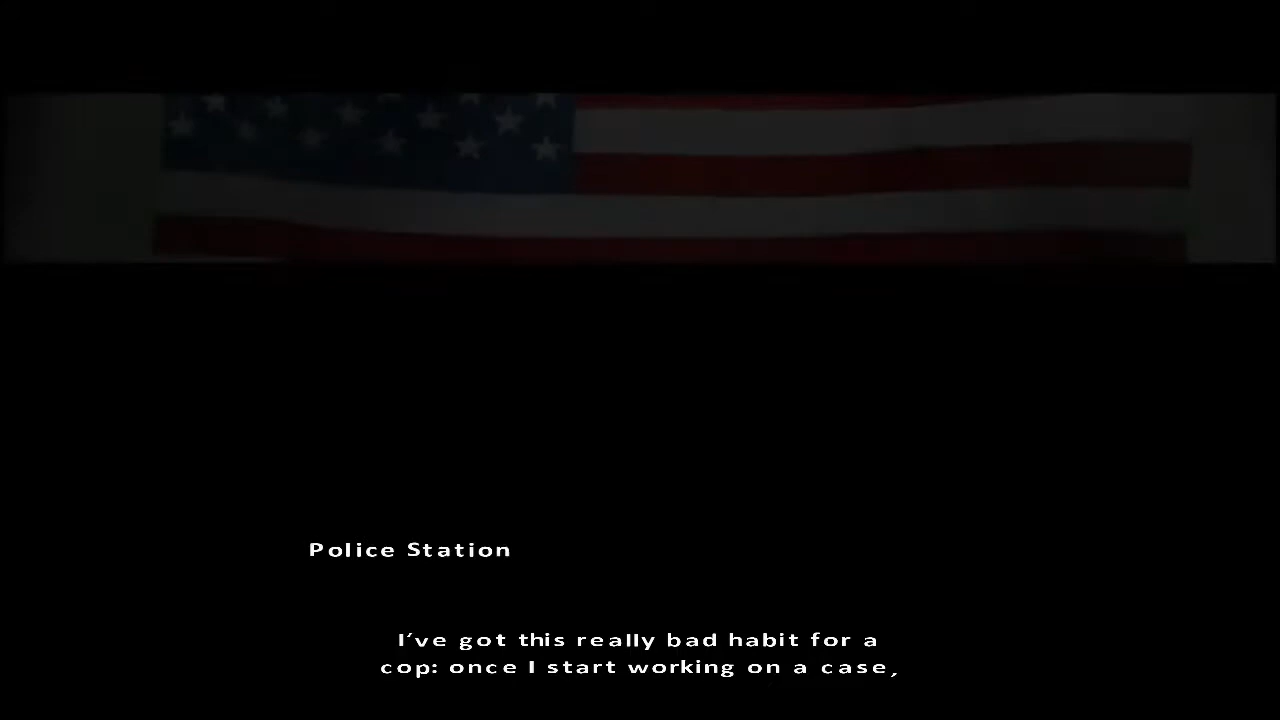 Police Station
I've got this really bad habit for a
cop: once I start working on a case,